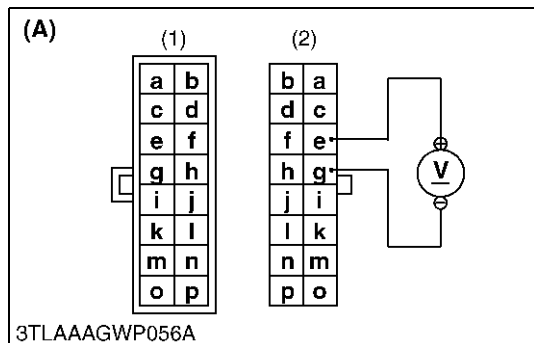 (A)
(1) (2)
a b b a
c d d c
e f f e
g h h g
i j j i
k l l k
m n n m
o p p o
V
3TLAAAGWP056A